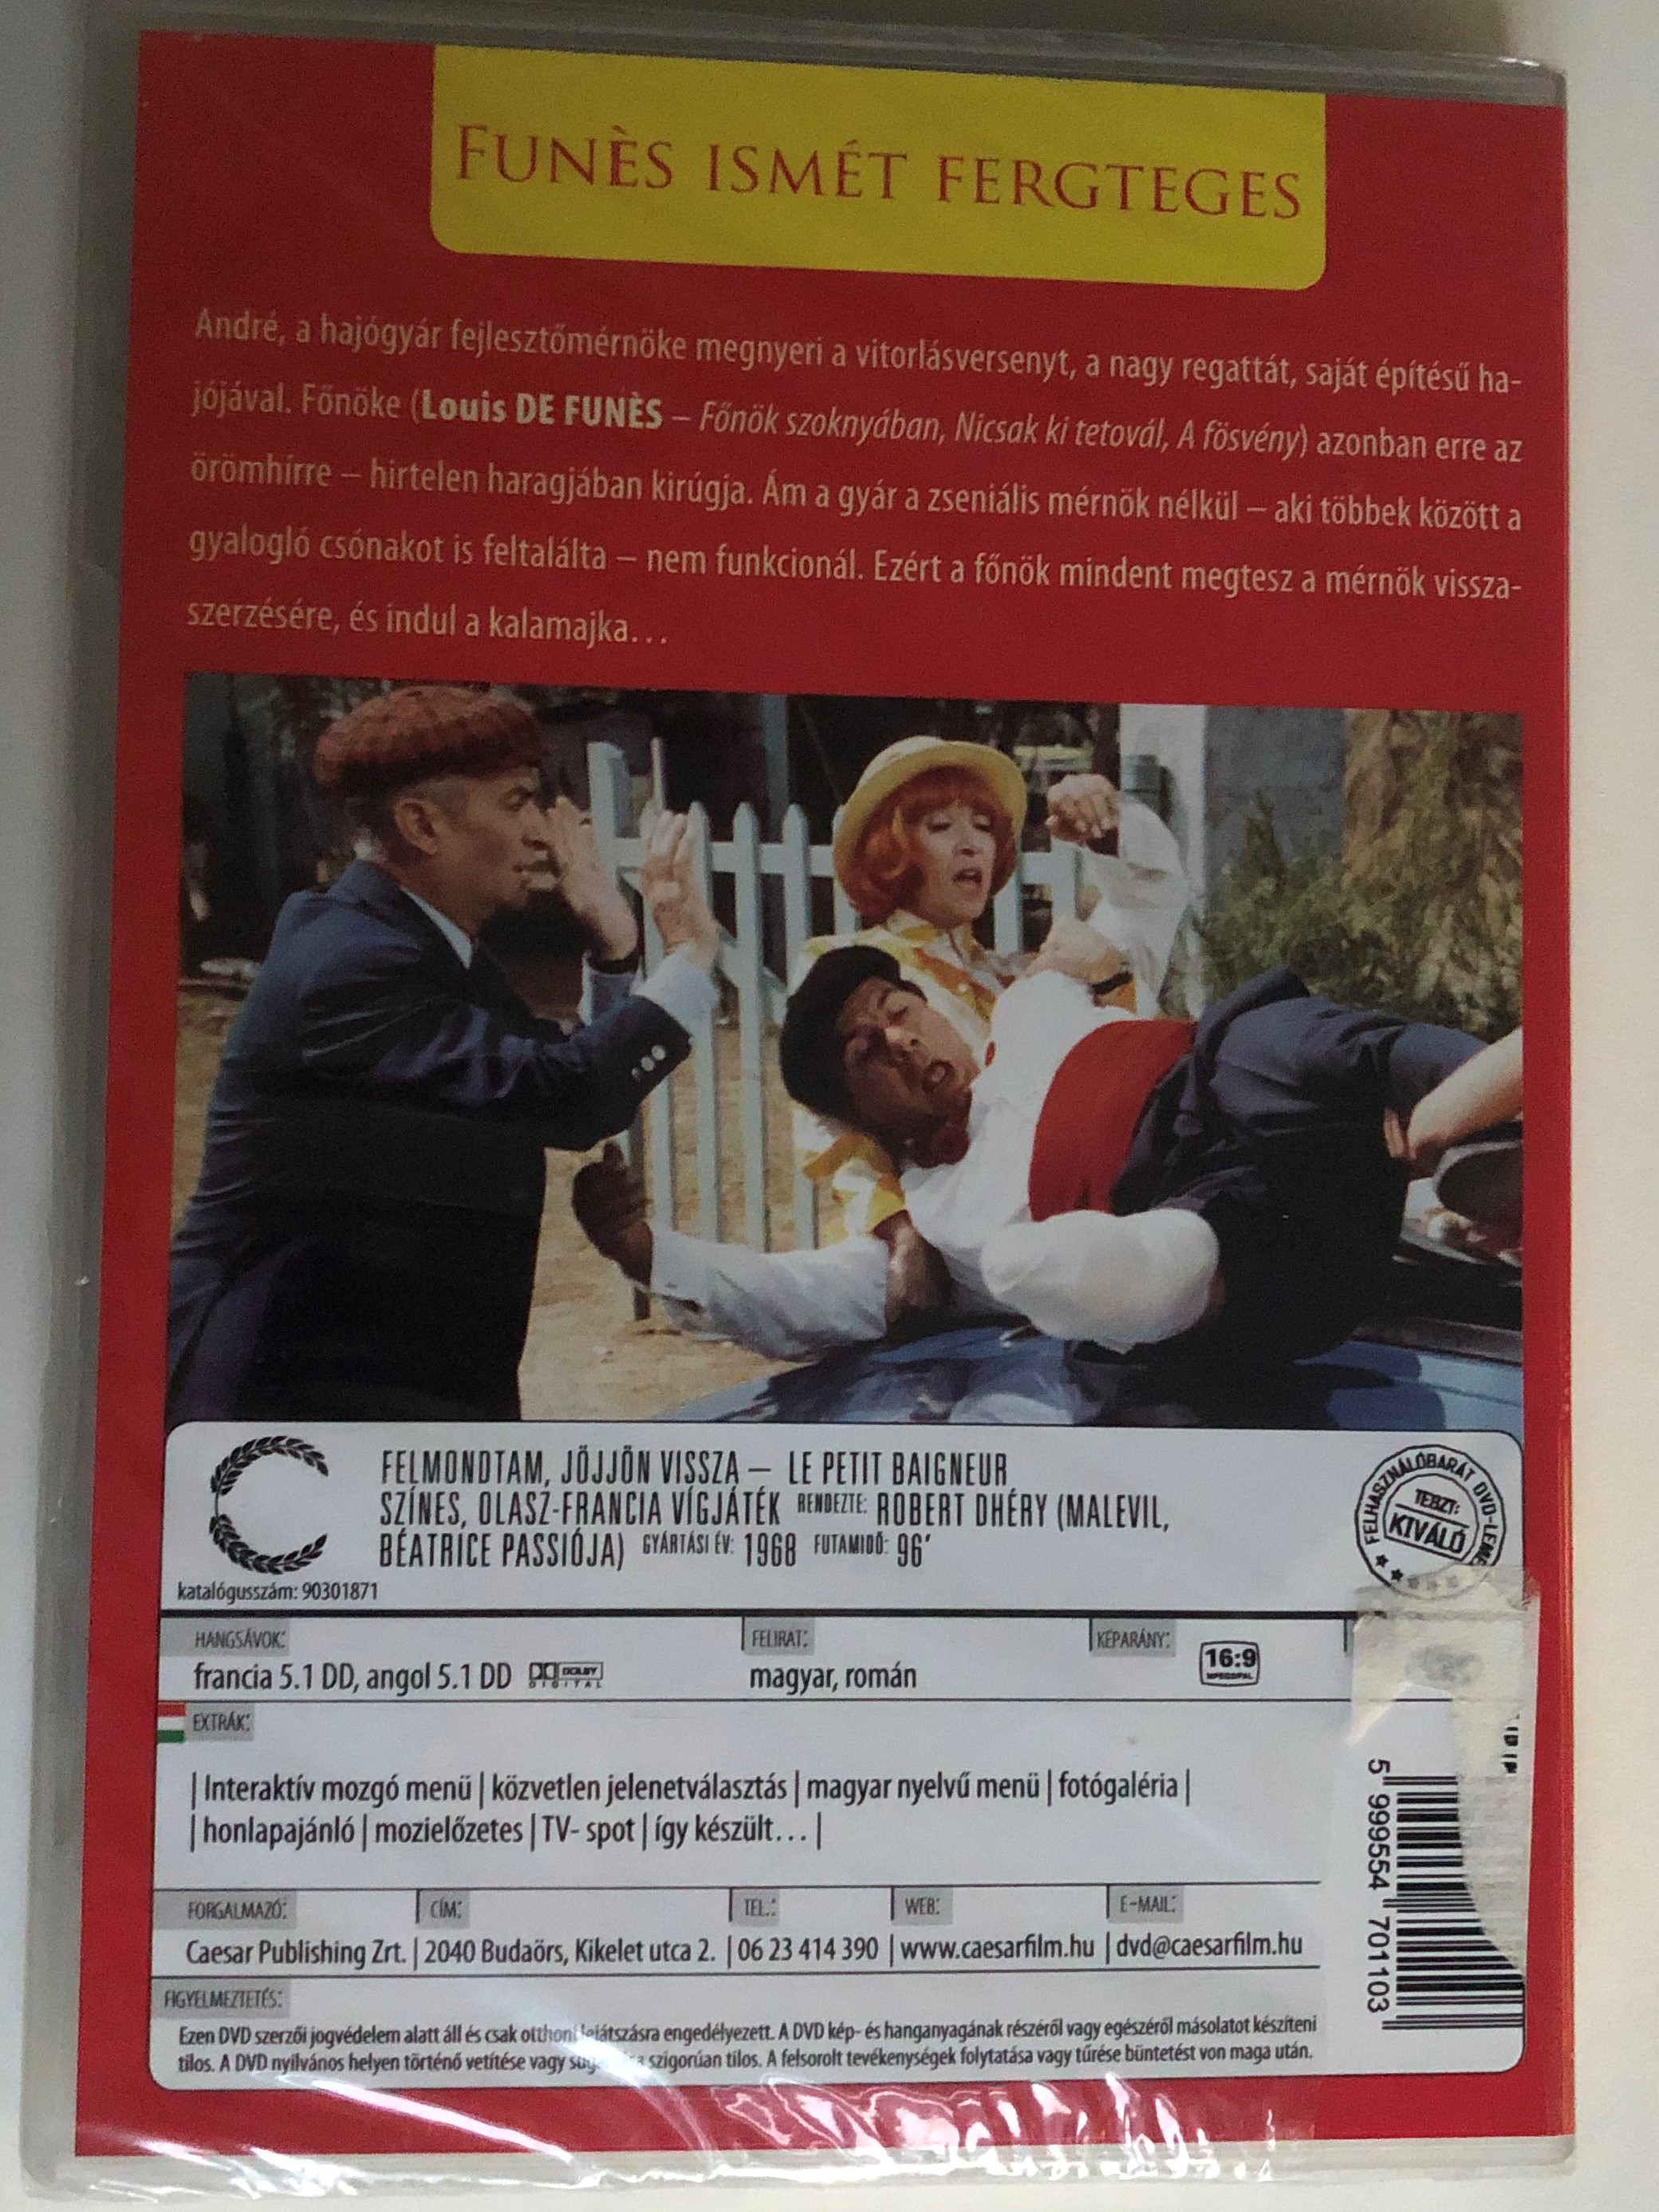 FUNÈS ISMÉT FERGTEGES
André, a hajógyár fejlesztőmérnöke megnyeri a vitorlásversenyt, a nagy regattát, saját építésű ha-
jójával. Főnöke (Louis DE FUNÈS – Főnök szoknyában, Nicsak ki tetovál, A fösvény) azonban erre az
örömhírre – hirtelen haragjában kirúgja. Ám a gyár a zseniális mérnök nélkül – aki többek között a
gyalogló csónakot is feltalálta – nem funkcionál. Ezért a főnök mindent megtesz a mérnök vissza-
szerzésére, és indul a kalamajka...
FELMONDTAM, JÖJJÖN VISSZA – LE PETIT BAIGNEUR
SZÍNES, OLASZ-FRANCIA VÍGJÁTÉK RENDEZTE: ROBERT DHÉRY (MALEVIL,
BÉATRICE PASSIÓJA) GYÁRTÁSI ÉV: 1968 FUTAMIDŐ: 96'
FELHASZNÁLÓBARÁT DVD-LEMEZ
TESZT:
KIVÁLÓ
katalógusszám: 90301871
HANGSÁVOK: FELIRAT: KÉPARÁNY:
francia 5.1 DD, angol 5.1 DD DOLBY DIGITAL magyar, román 16:9
EXTRÁK:
| Interaktív mozgó menü | közvetlen jelenetválasztás | magyar nyelvű menü | fotógaléria |
| honlapajánló | mozielőzetes | TV- spot | így készült... |
FORGALMAZÓ: CÍM: TEL.: WEB: E-MAIL:
Caesar Publishing Zrt. | 2040 Budaörs, Kikelet utca 2. | 06 23 414 390 | www.caesarfilm.hu | dvd@caesarfilm.hu
FIGYELMEZTETÉS:
Ezen DVD szerzői jogvédelem alatt áll és csak otthoni lejátszásra engedélyezett. A DVD kép- és hanganyagának részéről vagy egészéről másolatot készíteni
tilos. A DVD nyilvános helyen történő vetítése vagy szigorúan tilos. A felsorolt tevékenységek folytatása vagy tűrése büntetést von maga után.
5 999554 701103